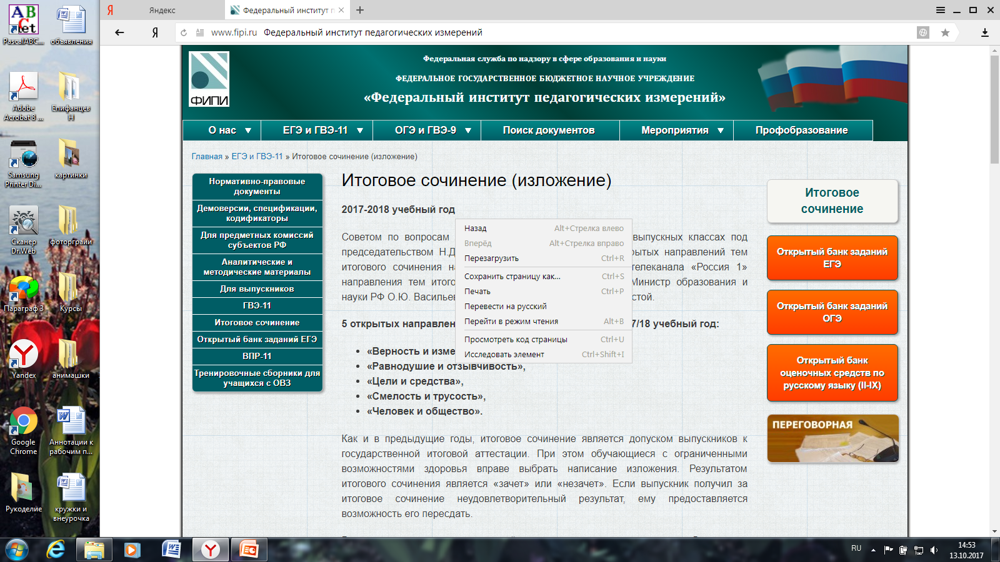 Яндекс
Федеральный институт п
www.fipi.ru Федеральный институт педагогических измерений
PascalABC...
объявления
Adobe
Acrobat 8 ...
Епифанцев
Н
Samsung
Printer Di...
картинки
Сканер
Dr.Web
фоторграии
Параграф 3
Курсы
Yandex
анимашки
Google
Chrome
Аннотации к
рабочим п...
Рукоделие
кружки и
внеурочка
ФИПИ
Федеральная служба по надзору в сфере образования и науки
ФЕДЕРАЛЬНОЕ ГОСУДАРСТВЕННОЕ БЮДЖЕТНОЕ НАУЧНОЕ УЧРЕЖДЕНИЕ
«Федеральный институт педагогических измерений»
О нас
ЕГЭ и ГВЭ-11
ОГЭ и ГВЭ-9
Поиск документов
Мероприятия
Профобразование
Главная » ЕГЭ и ГВЭ-11 » Итоговое сочинение (изложение)
Нормативно-правовые
документы
Демоверсии, спецификации,
кодификаторы
Для предметных комиссий
субъектов РФ
Аналитические и
методические материалы
Для выпускников
ГВЭ-11
Итоговое сочинение
Открытый банк заданий ЕГЭ
ВПР-11
Тренировочные сборники для
учащихся с ОВЗ
Итоговое сочинение (изложение)
2017-2018 учебный год
Советом по вопросам выпускных классах под
председательством Н.Д рытых направлений тем
итогового сочинения на телеканала «Россия 1»
направления тем итого Министр образования и
науки РФ О.Ю. Васильев стой.
5 открытых направлен 7/18 учебный год:
«Верность и изме
«Равнодушие и отзывчивость»,
«Цели и средства»,
«Смелость и трусость»,
«Человек и общество».
Как и в предыдущие годы, итоговое сочинение является допуском выпускников к
государственной итоговой аттестации. При этом обучающиеся с ограниченными
возможностями здоровья вправе выбрать написание изложения. Результатом
итогового сочинения является «зачет» или «незачет». Если выпускник получил за
итоговое сочинение неудовлетворительный результат, ему предоставляется
возможность его пересдать.
Назад Alt+Стрелка влево
Вперёд Alt+Стрелка вправо
Перезагрузить Ctrl+R
Сохранить страницу как... Ctrl+S
Печать Ctrl+P
Перевести на русский
Перейти в режим чтения Alt+B
Просмотреть код страницы Ctrl+U
Исследовать элемент Ctrl+Shift+I
Итоговое
сочинение
Открытый банк заданий
ЕГЭ
Открытый банк заданий
ОГЭ
Открытый банк
оценочных средств по
русскому языку (II-IX)
ПЕРЕГОВОРНАЯ
RU
14:53
13.10.2017